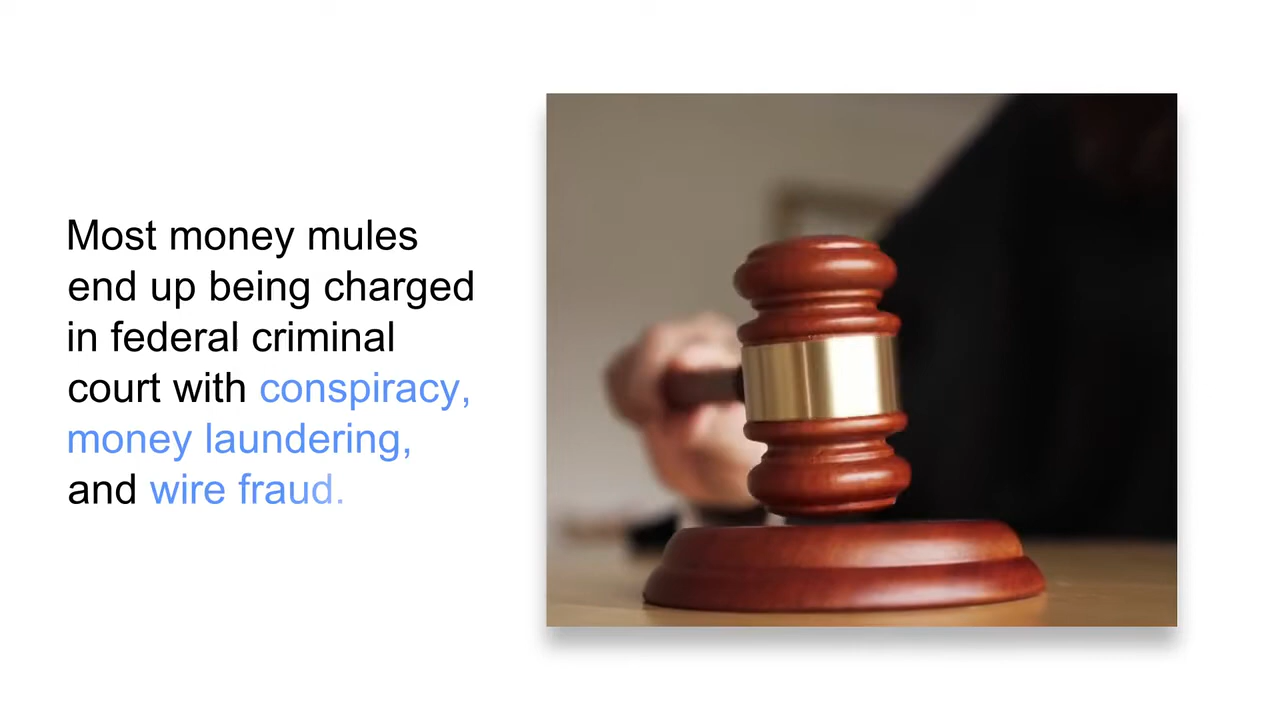 Most money mules
end up being charged
in federal criminal
court with conspiracy,
money laundering,
and wire fraud.